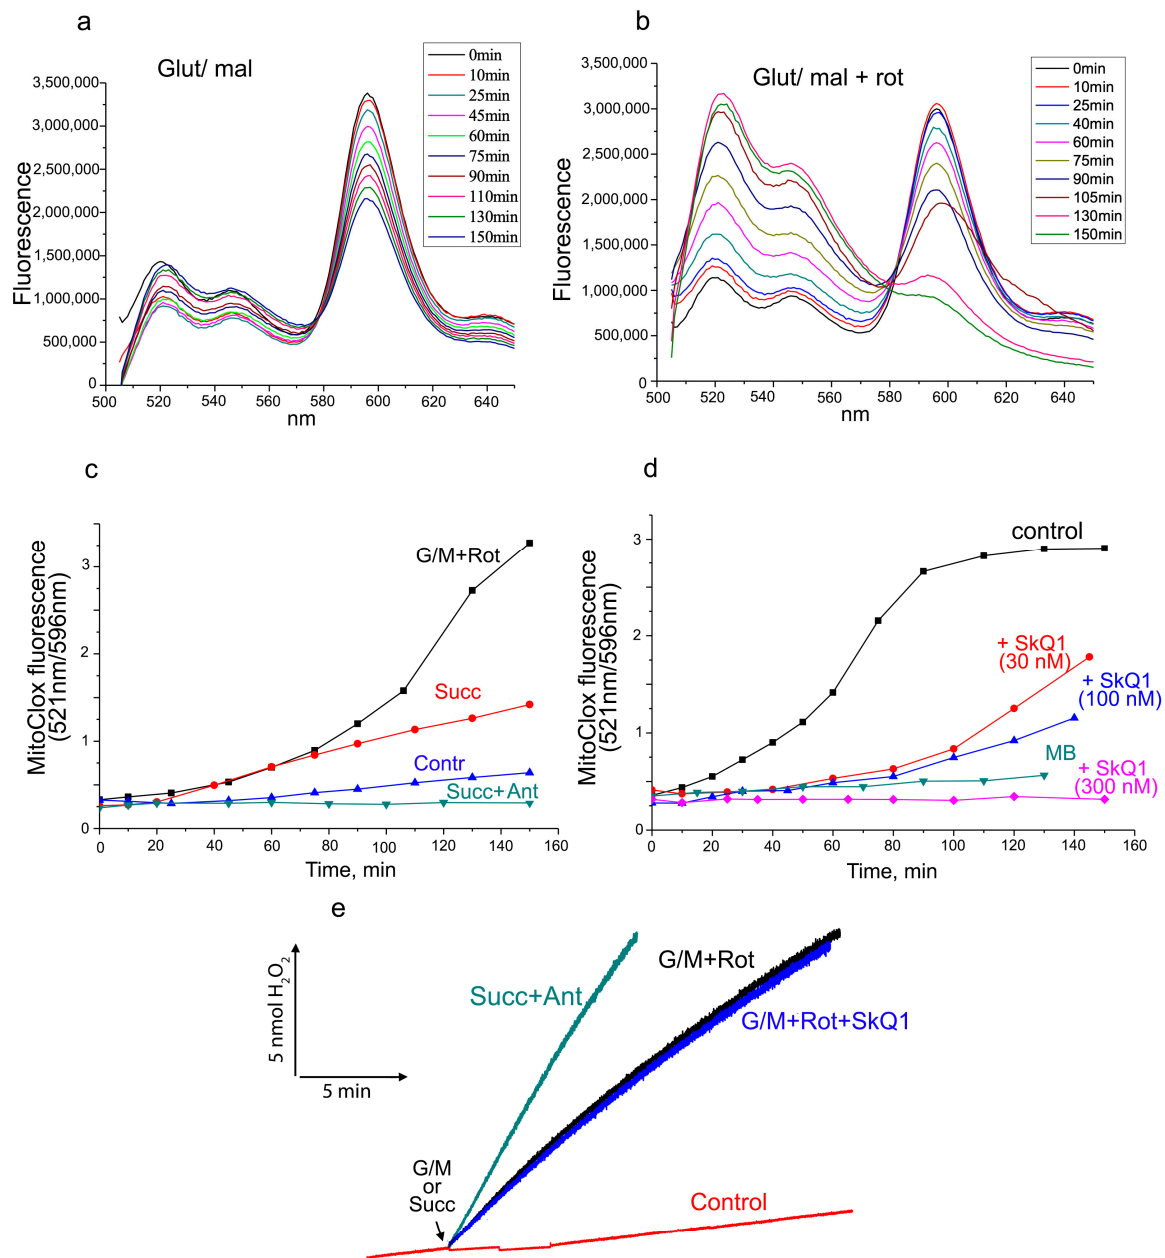 a
Glut/ mal
0min
10min
25min
45min
60min
75min
90min
110min
130min
150min
3,500,000
3,000,000
2,500,000
2,000,000
1,500,000
1,000,000
500,000
0
Fluorescence
500 520 540 560 580 600 620 640
nm
b
Glut/ mal + rot
0min
10min
25min
40min
60min
75min
90min
105min
130min
150min
3,500,000
3,000,000
2,500,000
2,000,000
1,500,000
1,000,000
500,000
0
Fluorescence
500 520 540 560 580 600 620 640
nm
c
MitoClox fluorescence
(521nm/596nm)
3
2
1
0
G/M+Rot
Succ
Contr
Succ+Ant
0 20 40 60 80 100 120 140 160
Time, min
d
MitoClox fluorescence
(521nm/596nm)
3
2
1
0
control
+ SkQ1
(30 nM)
+ SkQ1
(100 nM)
MB
+ SkQ1
(300 nM)
0 20 40 60 80 100 120 140 160
Time, min
e
5 nmol H₂O₂
5 min
Succ+Ant
G/M+Rot
G/M+Rot+SkQ1
G/M
or
Succ
Control